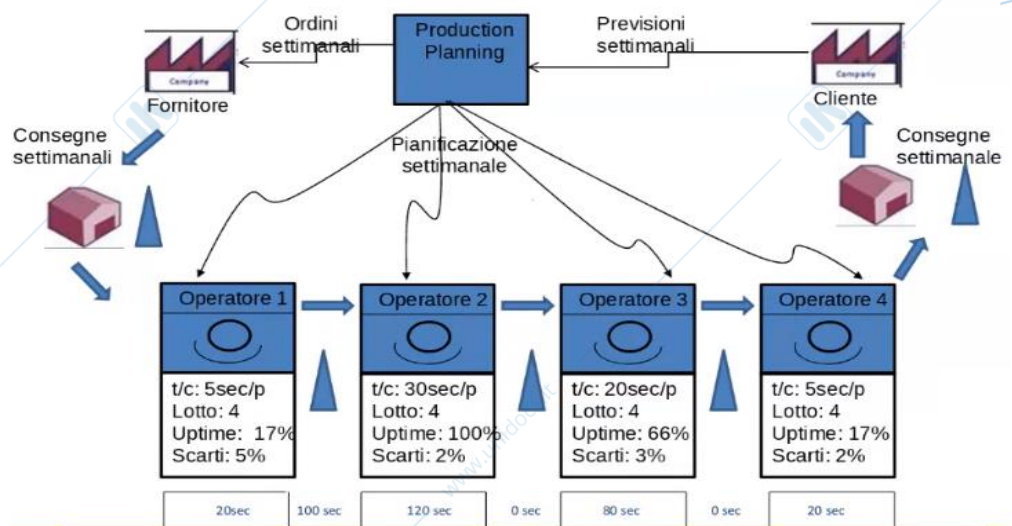 Ordini
settimanali
Production
Planning
Previsioni
settimanali
Company
Fornitore
Company
Cliente
Consegne
settimanali
Pianificazione
settimanale
Consegne
settimanale
Operatore 1
t/c: 5sec/p
Lotto: 4
Uptime: 17%
Scarti: 5%
Operatore 2
t/c: 30sec/p
Lotto: 4
Uptime: 100%
Scarti: 2%
Operatore 3
t/c: 20sec/p
Lotto: 4
Uptime: 66%
Scarti: 3%
Operatore 4
t/c: 5sec/p
Lotto: 4
Uptime: 17%
Scarti: 2%
20sec
100 sec
120 sec
0 sec
80 sec
0 sec
20 sec